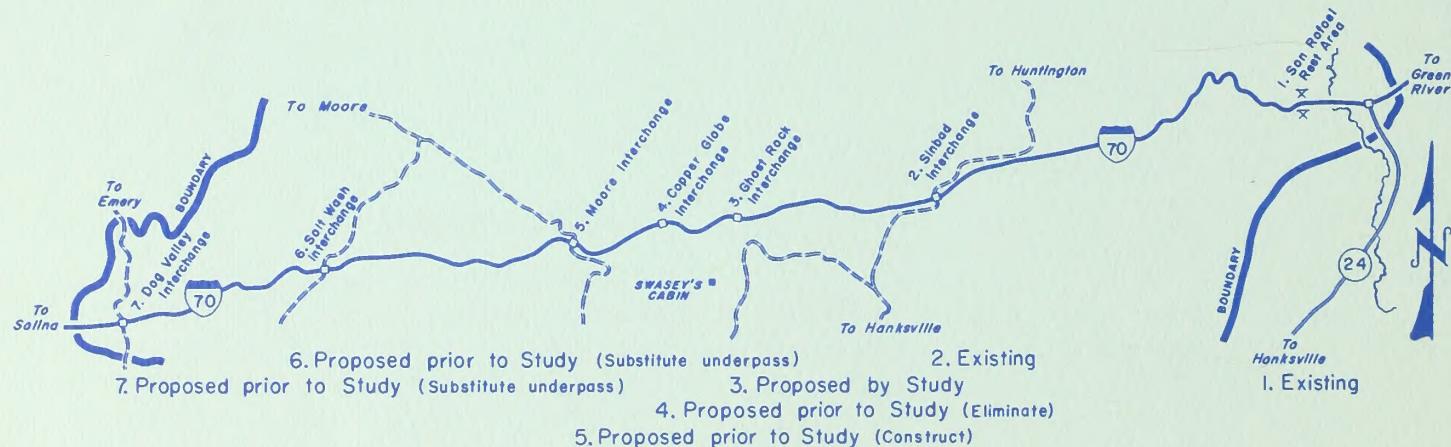 To Moore
To Emery
BOUNDARY
7. Dog Valley
Interchange
To Salina
70
6. Salt Wash
Interchange
5. Moore Interchange
4. Copper Globe
Interchange
3. Ghost Rock
Interchange
SWASEY'S
CABIN
2. Sinbad
Interchange
To Huntington
To Hanksville
70
1. San Rafael
Rest Area
To
Green
River
BOUNDARY
24
To
Hanksville
N
6. Proposed prior to Study (Substitute underpass)
2. Existing
7. Proposed prior to Study (Substitute underpass)
3. Proposed by Study
1. Existing
4. Proposed prior to Study (Eliminate)
5. Proposed prior to Study (Construct)